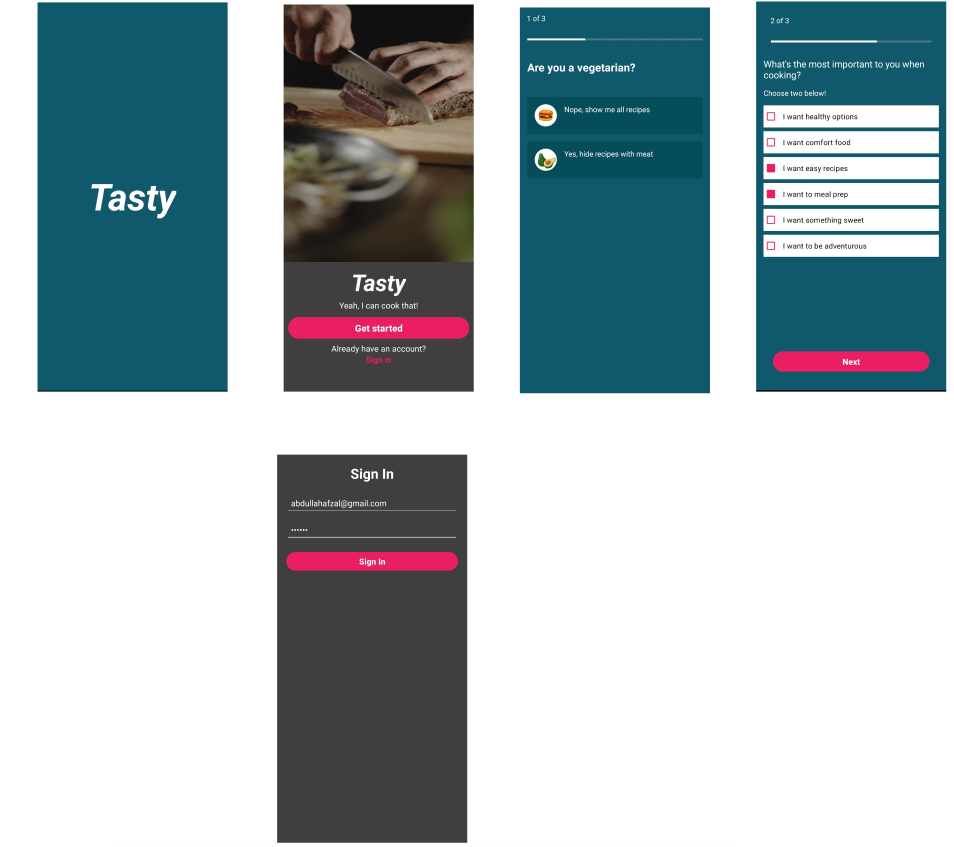 Tasty
Tasty
Yeah, I can cook that!
Get started
Already have an account?
Sign in
1 of 3
Are you a vegetarian?
Nope, show me all recipes
Yes, hide recipes with meat
2 of 3
What's the most important to you when
cooking?
Choose two below!
I want healthy options
I want comfort food
I want easy recipes
I want to meal prep
I want something sweet
I want to be adventurous
Next
Sign In
abdullahafzal@gmail.com
••••••
Sign In